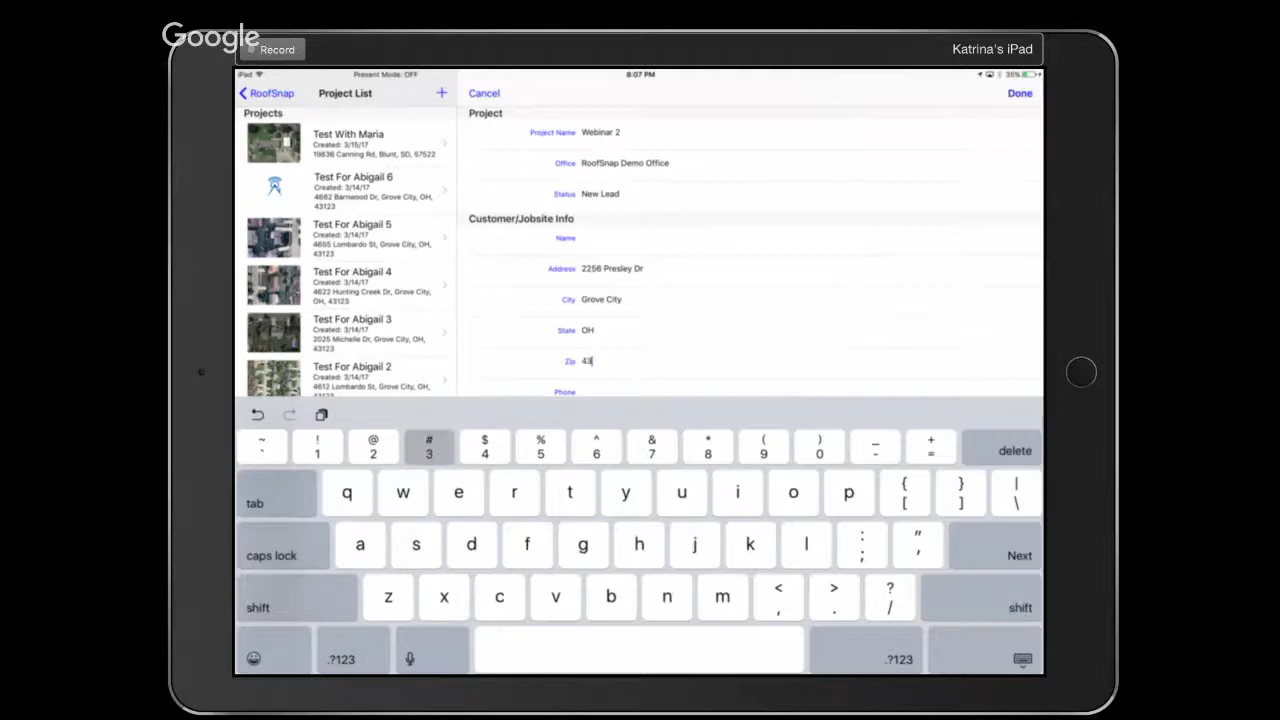 Google
Record
Katrina's iPad
iPad
Present Mode: OFF
8:07 PM
35%
RoofSnap
Project List
+
Cancel
Done
Projects
Test With Maria
Created: 3/15/17
19836 Canning Rd, Blunt, SD, 57522
Test For Abigail 6
Created: 3/14/17
4682 Barnwood Dr, Grove City, OH,
43123
Test For Abigail 5
Created: 3/14/17
4655 Lombardo St, Grove City, OH,
43123
Test For Abigail 4
Created: 3/14/17
4622 Hunting Creek Dr, Grove City,
OH, 43123
Test For Abigail 3
Created: 3/14/17
2025 Michelle Dr, Grove City, OH,
43123
Test For Abigail 2
Created: 3/14/17
4612 Lombardo St, Grove City, OH,
43123
Project
Project Name Webinar 2
Office RoofSnap Demo Office
Status New Lead
Customer/Jobsite Info
Name
Address 2256 Presley Dr
City Grove City
State OH
Zip 43
Phone
~ ! @ # $ % ^ & * ( ) _ +
` 1 2 3 4 5 6 7 8 9 0 - = delete
tab q w e r t y u i o p { [ } ] | \
caps lock a s d f g h j k l : ; " ' Next
shift z x c v b n m < , > . ? / shift
.?123 .?123